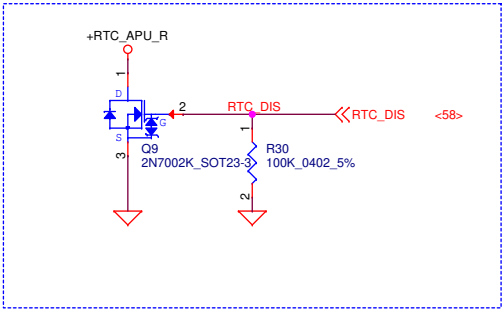 +RTC_APU_R
1
D
2
RTC_DIS
RTC_DIS
<58>
G
1
S
3
Q9
R30
2N7002K_SOT23-3
100K_0402_5%
2